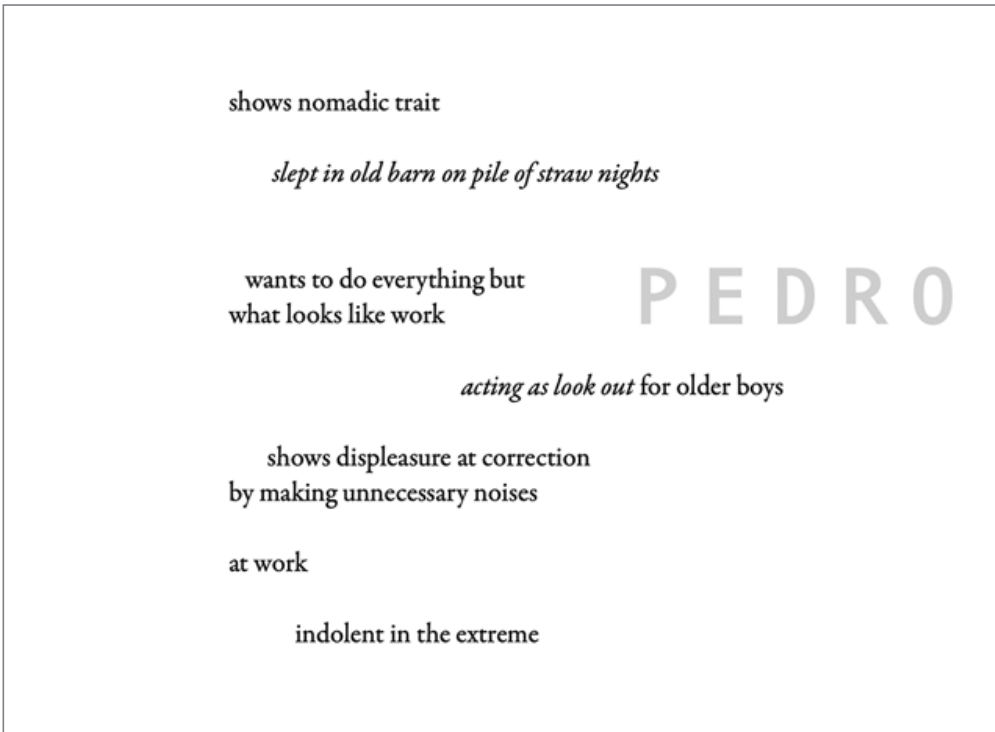 shows nomadic trait
slept in old barn on pile of straw nights
wants to do everything but
what looks like work
PEDRO
acting as look out for older boys
shows displeasure at correction
by making unnecessary noises
at work
indolent in the extreme